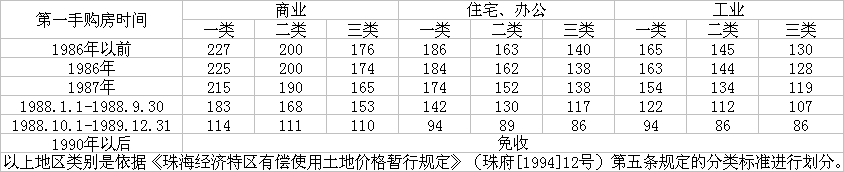 第一手购房时间 商业 住宅、办公 工业
一类 二类 三类 一类 二类 三类 一类 二类 三类
1986年以前 227 200 176 186 163 140 165 145 130
1986年 225 200 174 184 162 138 163 144 128
1987年 215 190 165 174 152 138 154 134 119
1988.1.1-1988.9.30 183 168 153 142 130 117 122 112 107
1988.10.1-1989.12.31 114 111 110 94 89 86 94 86 86
1990年以后 免收
以上地区类别是依据《珠海经济特区有偿使用土地价格暂行规定》（珠府[1994]12号）第五条规定的分类标准进行划分。